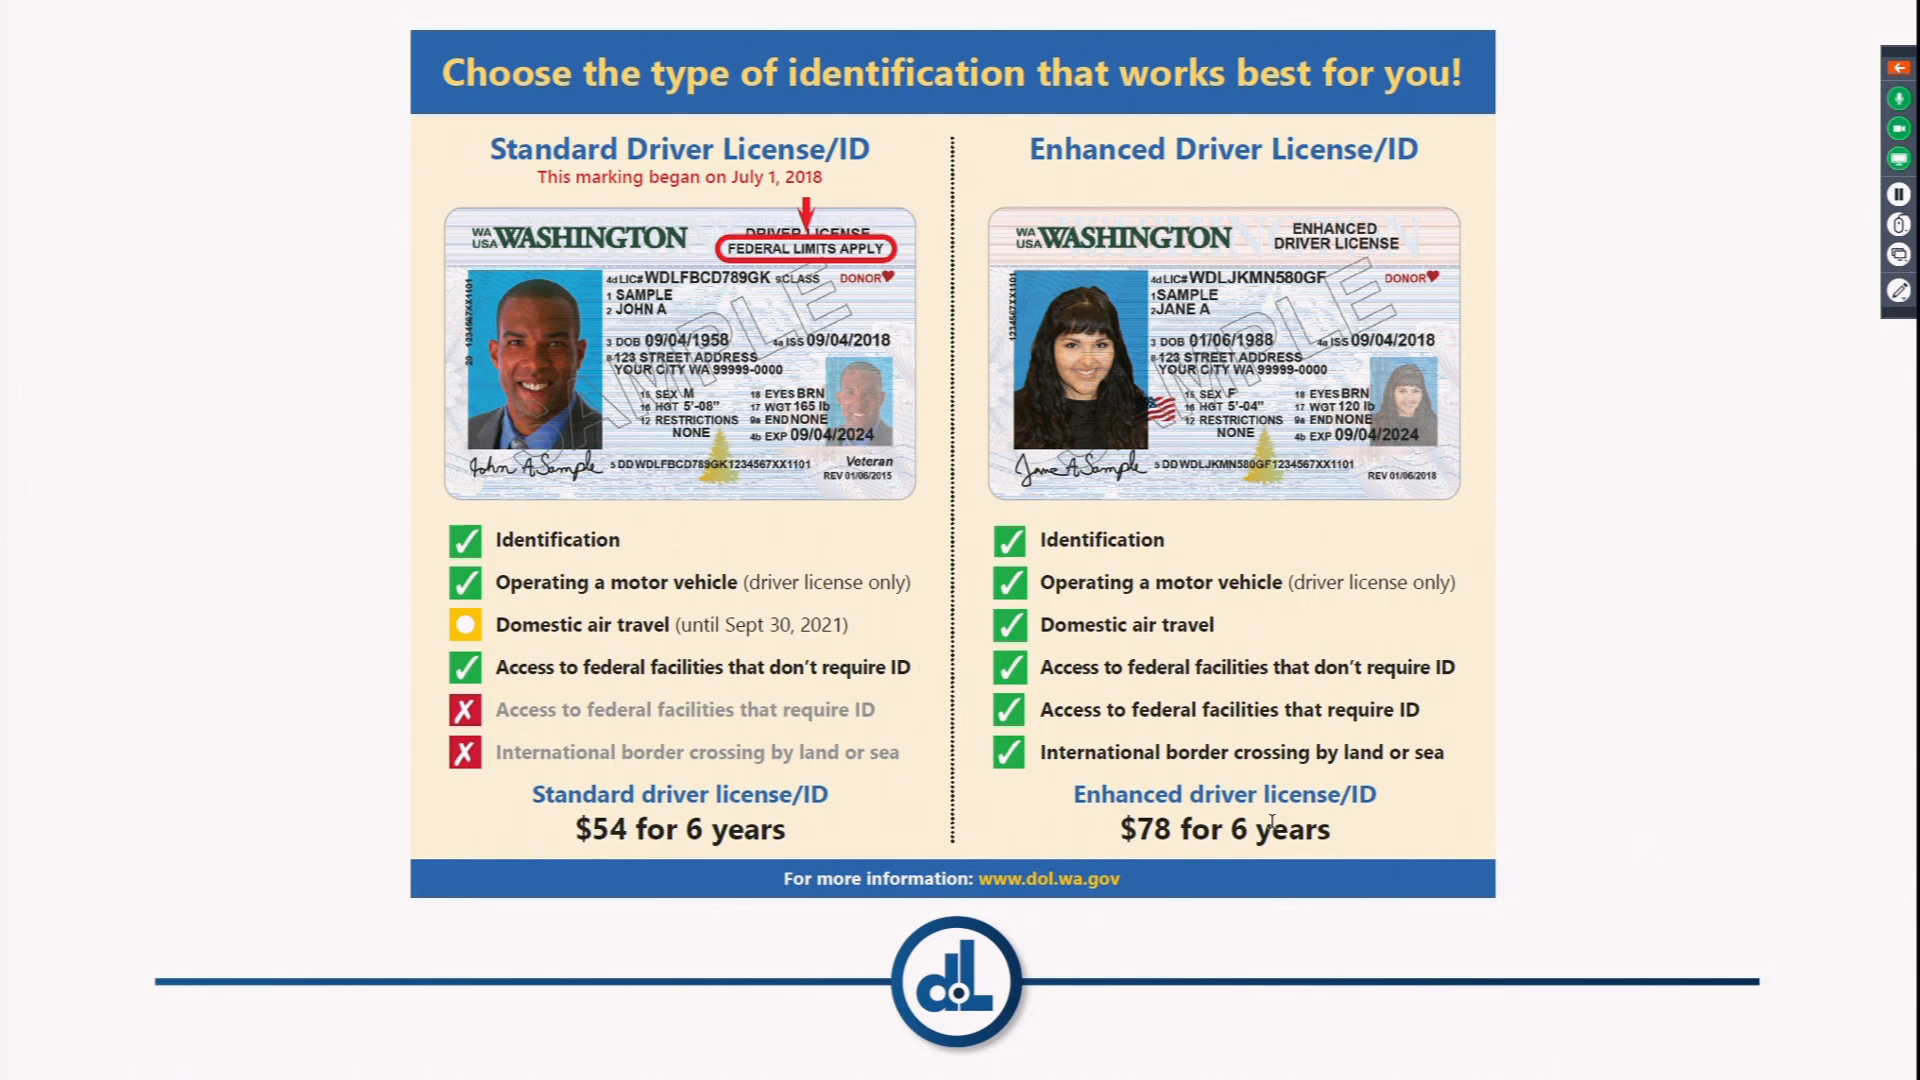 Choose the type of identification that works best for you!
Standard Driver License/ID
This marking began on July 1, 2018
WA
USA
WASHINGTON
DRIVER LICENSE
FEDERAL LIMITS APPLY
4d LIC# WDLFBCD789GK 9 CLASS
DONOR
1 SAMPLE
2 JOHN A
20 1234567XX1101
3 DOB 09/04/1958
4a ISS 09/04/2018
8 123 STREET ADDRESS
YOUR CITY WA 99999-0000
15 SEX M
18 EYES BRN
16 HGT 5'-08"
17 WGT 165 lb
12 RESTRICTIONS
9a END NONE
NONE
4b EXP 09/04/2024
SAMPLE
John A Sample
5 DD WDLFBCD789GK1234567XX1101
Veteran
REV 01/06/2015
Identification
Operating a motor vehicle (driver license only)
Domestic air travel (until Sept 30, 2021)
Access to federal facilities that don't require ID
Access to federal facilities that require ID
International border crossing by land or sea
Standard driver license/ID
$54 for 6 years
Enhanced Driver License/ID
WA
USA
WASHINGTON
ENHANCED
DRIVER LICENSE
4d LIC# WDLJKMN580GF
DONOR
1 SAMPLE
2 JANE A
1234567XX1101
3 DOB 01/06/1988
4a ISS 09/04/2018
8 123 STREET ADDRESS
YOUR CITY WA 99999-0000
15 SEX F
18 EYES BRN
16 HGT 5'-04"
17 WGT 120 lb
12 RESTRICTIONS
9a END NONE
NONE
4b EXP 09/04/2024
SAMPLE
Jane A Sample
5 DD WDLJKMN580GF1234567XX1101
REV 01/06/2018
Identification
Operating a motor vehicle (driver license only)
Domestic air travel
Access to federal facilities that don't require ID
Access to federal facilities that require ID
International border crossing by land or sea
Enhanced driver license/ID
$78 for 6 years
For more information: www.dol.wa.gov
doL